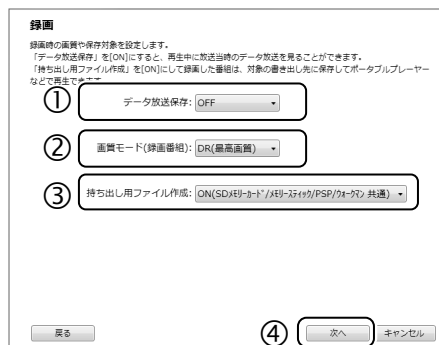 録画
録画時の画質や保存対象を設定します。
「データ放送保存」を[ON]にすると、再生中に放送当時のデータ放送を見ることができます。
「持ち出し用ファイル作成」を[ON]にして録画した番組は、対象の書き出し先に保存してポータブルプレーヤー
などで再生できます。
① データ放送保存: OFF
② 画質モード(録画番組): DR(最高画質)
③ 持ち出し用ファイル作成: ON(SDメモリーカード/メモリースティック/PSP/ウォークマン 共通)
戻る ④ 次へ キャンセル